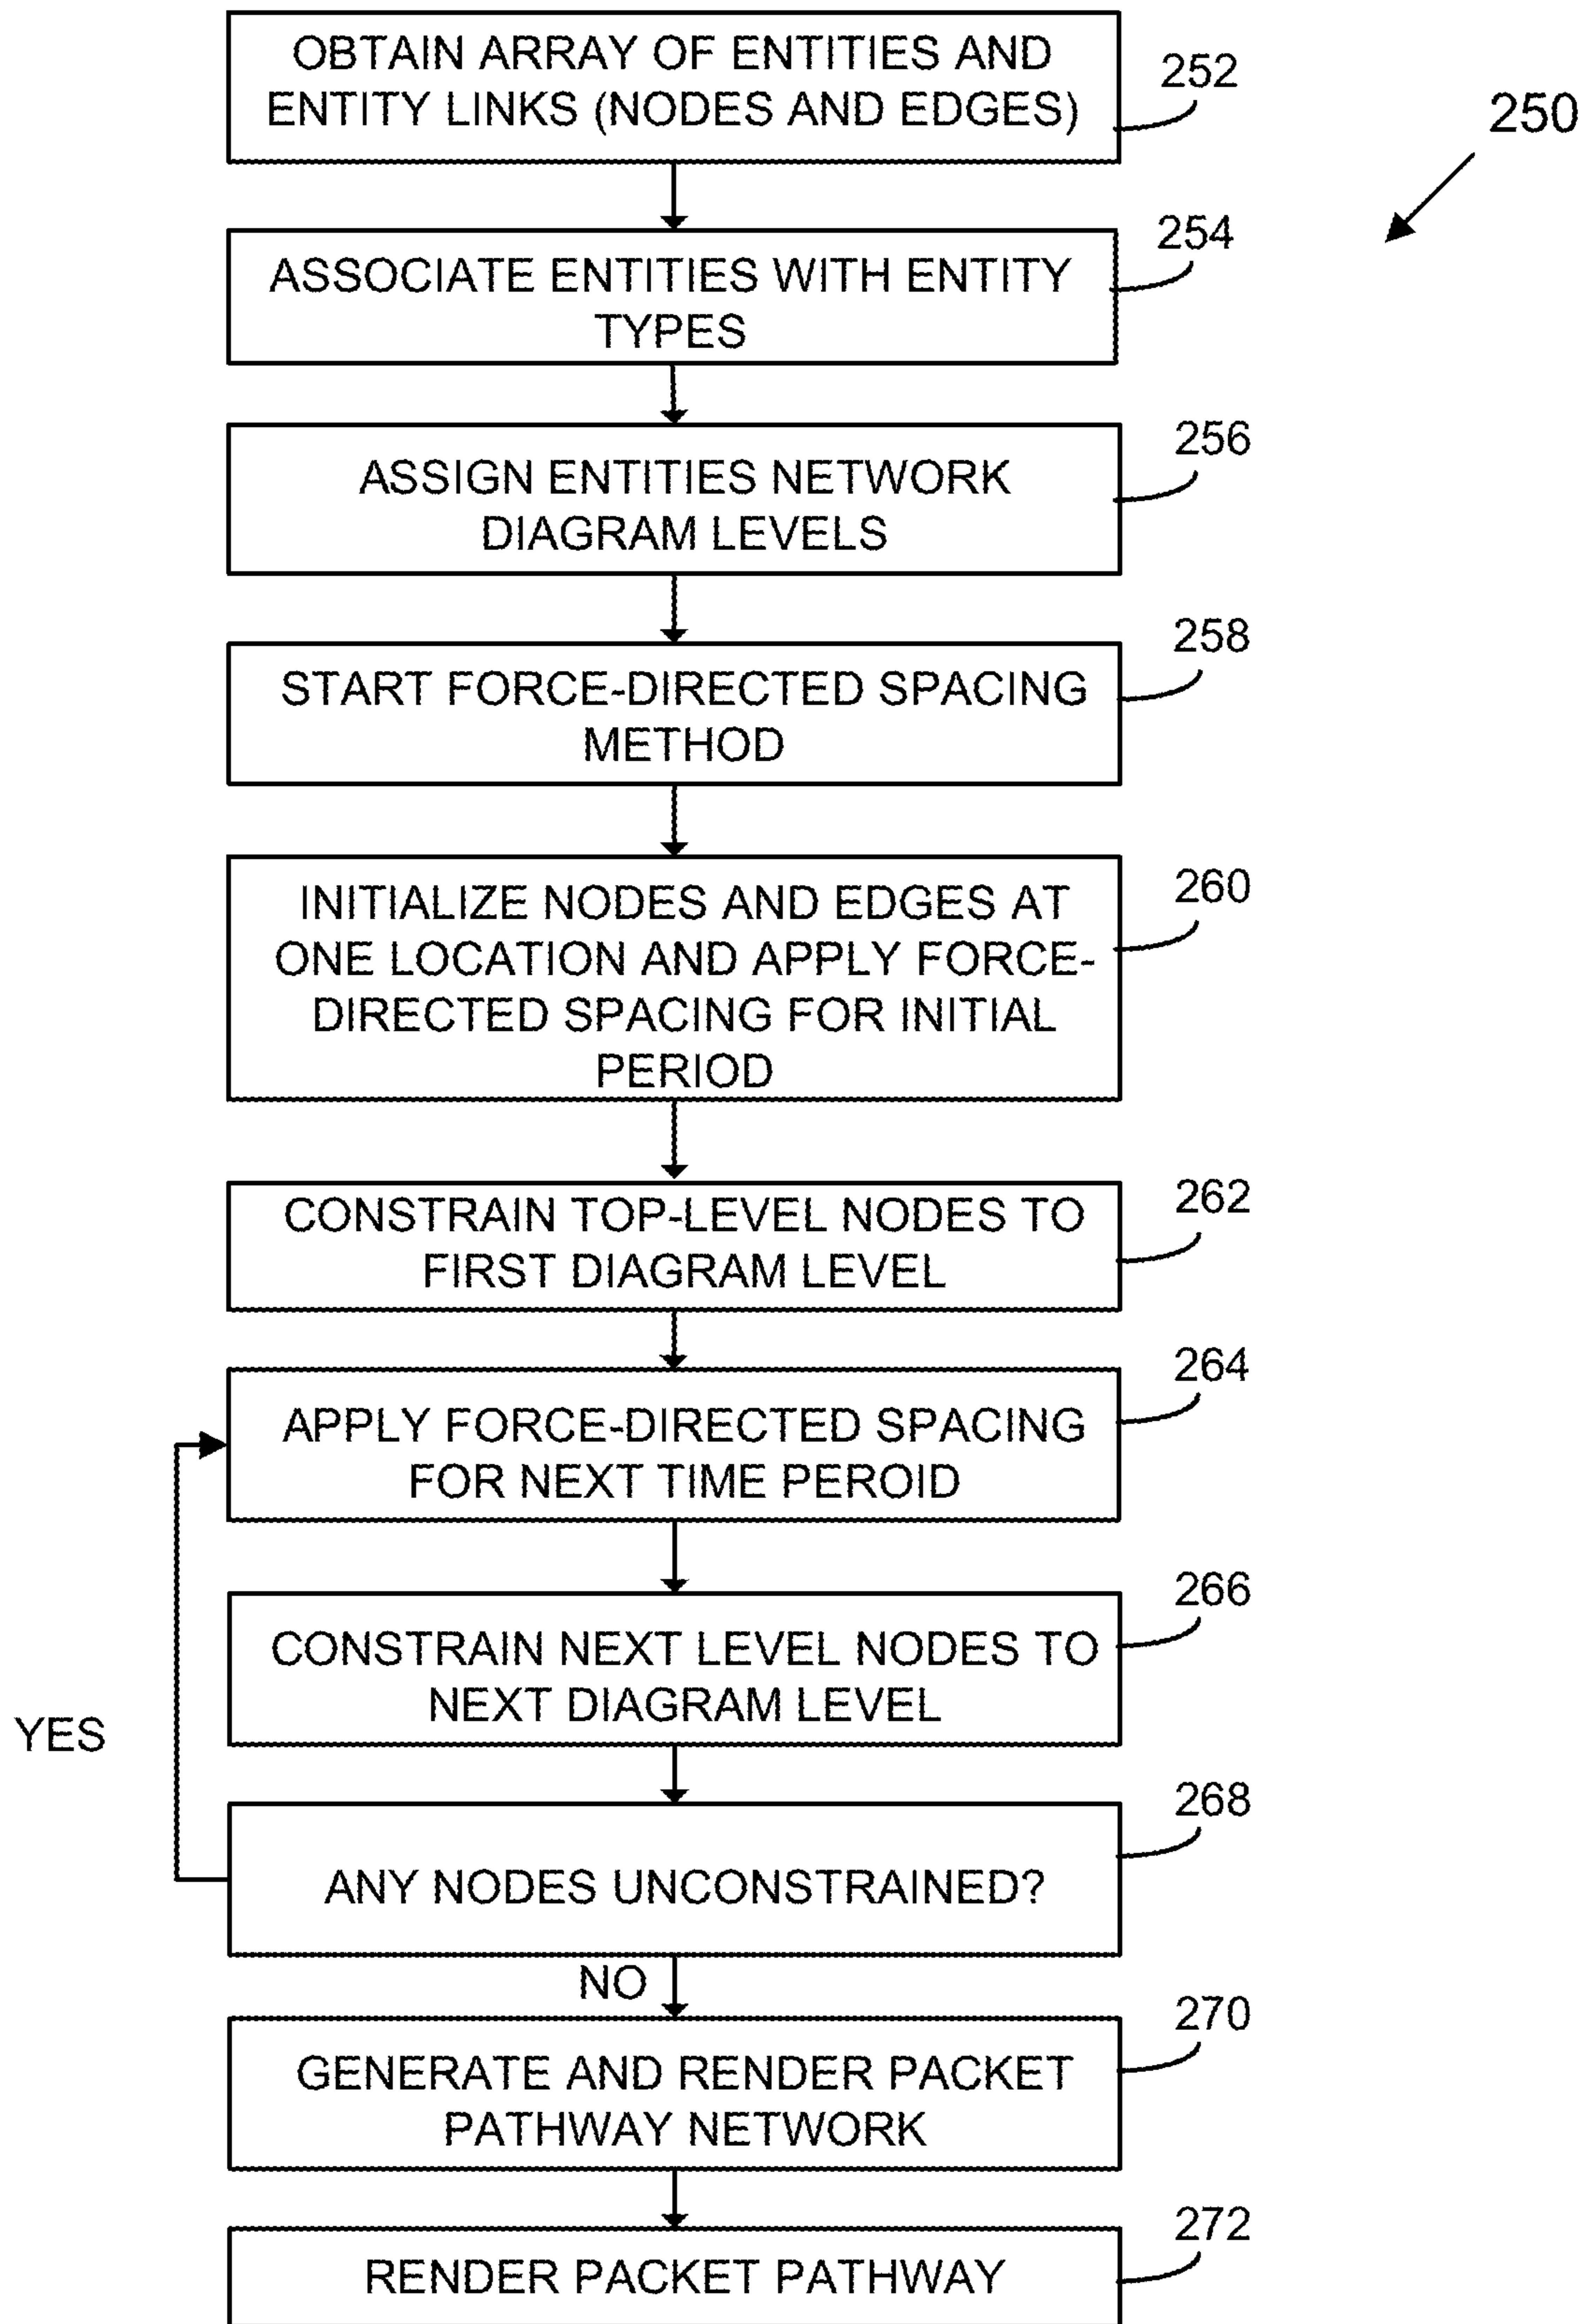 OBTAIN ARRAY OF ENTITIES AND
ENTITY LINKS (NODES AND EDGES)
252
250
ASSOCIATE ENTITIES WITH ENTITY
TYPES
254
ASSIGN ENTITIES NETWORK
DIAGRAM LEVELS
256
START FORCE-DIRECTED SPACING
METHOD
258
INITIALIZE NODES AND EDGES AT
ONE LOCATION AND APPLY FORCE-
DIRECTED SPACING FOR INITIAL
PERIOD
260
CONSTRAIN TOP-LEVEL NODES TO
FIRST DIAGRAM LEVEL
262
APPLY FORCE-DIRECTED SPACING
FOR NEXT TIME PEROID
264
CONSTRAIN NEXT LEVEL NODES TO
NEXT DIAGRAM LEVEL
266
YES
ANY NODES UNCONSTRAINED?
268
NO
GENERATE AND RENDER PACKET
PATHWAY NETWORK
270
RENDER PACKET PATHWAY
272